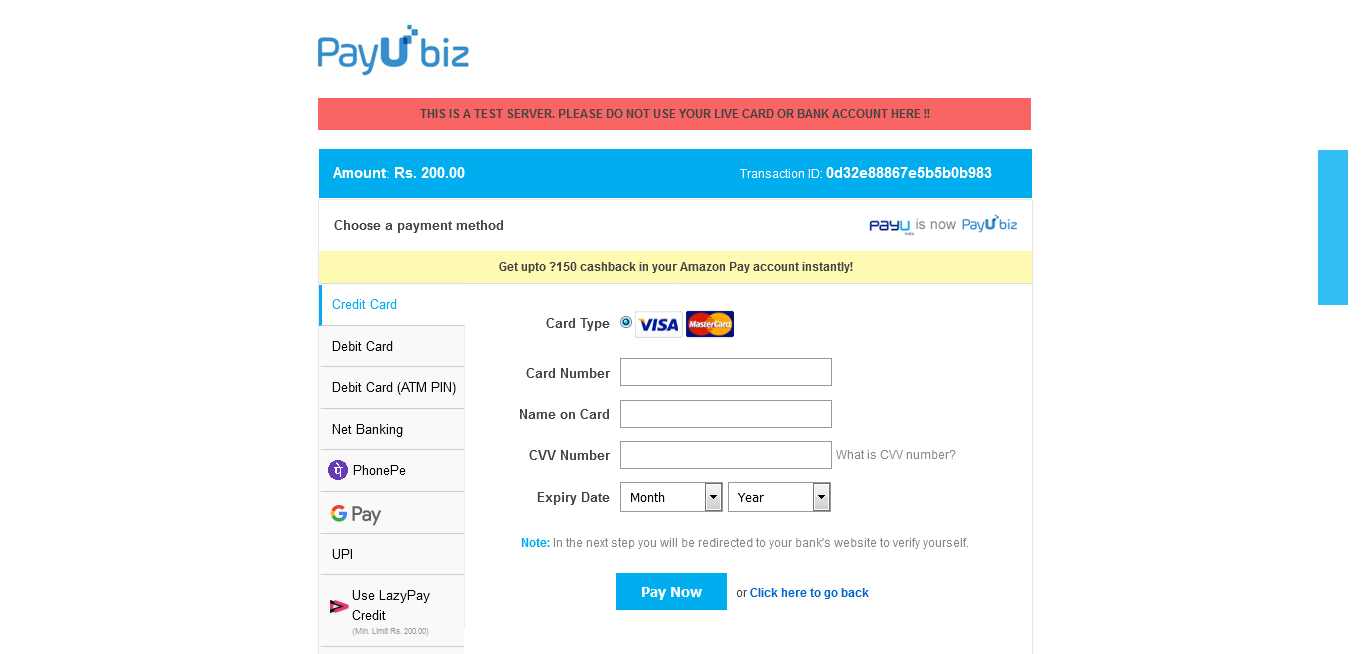 PayU biz
THIS IS A TEST SERVER. PLEASE DO NOT USE YOUR LIVE CARD OR BANK ACCOUNT HERE !!
Amount: Rs. 200.00 Transaction ID: 0d32e88867e5b5b0b983
Choose a payment method PayU india is now PayU biz
Get upto ?150 cashback in your Amazon Pay account instantly!
Credit Card
Debit Card
Debit Card (ATM PIN)
Net Banking
पे PhonePe
G Pay
UPI
Use LazyPay
Credit
(Min. Limit Rs. 200.00)
Card Type VISA MasterCard
Card Number
Name on Card
CVV Number What is CVV number?
Expiry Date Month Year
Note: In the next step you will be redirected to your bank's website to verify yourself.
Pay Now or Click here to go back